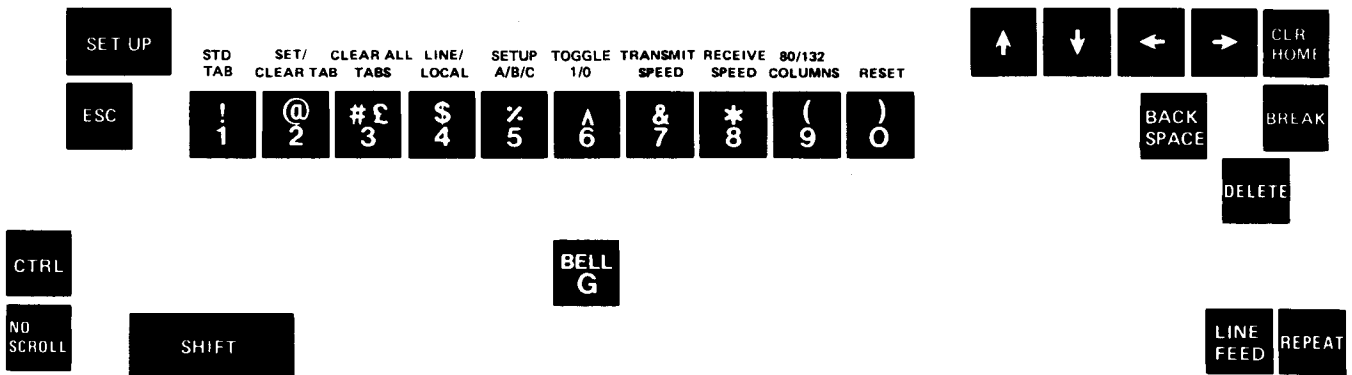 SET UP
STD TAB
SET/ CLEAR TAB
CLEAR ALL TABS
LINE/ LOCAL
SETUP A/B/C
TOGGLE 1/0
TRANSMIT SPEED
RECEIVE SPEED
80/132 COLUMNS
RESET
CLR HOME
ESC
! 1
@ 2
# £ 3
$ 4
% 5
^ 6
& 7
* 8
( 9
) 0
BACK SPACE
BREAK
DELETE
CTRL
BELL G
NO SCROLL
SHIFT
LINE FEED
REPEAT